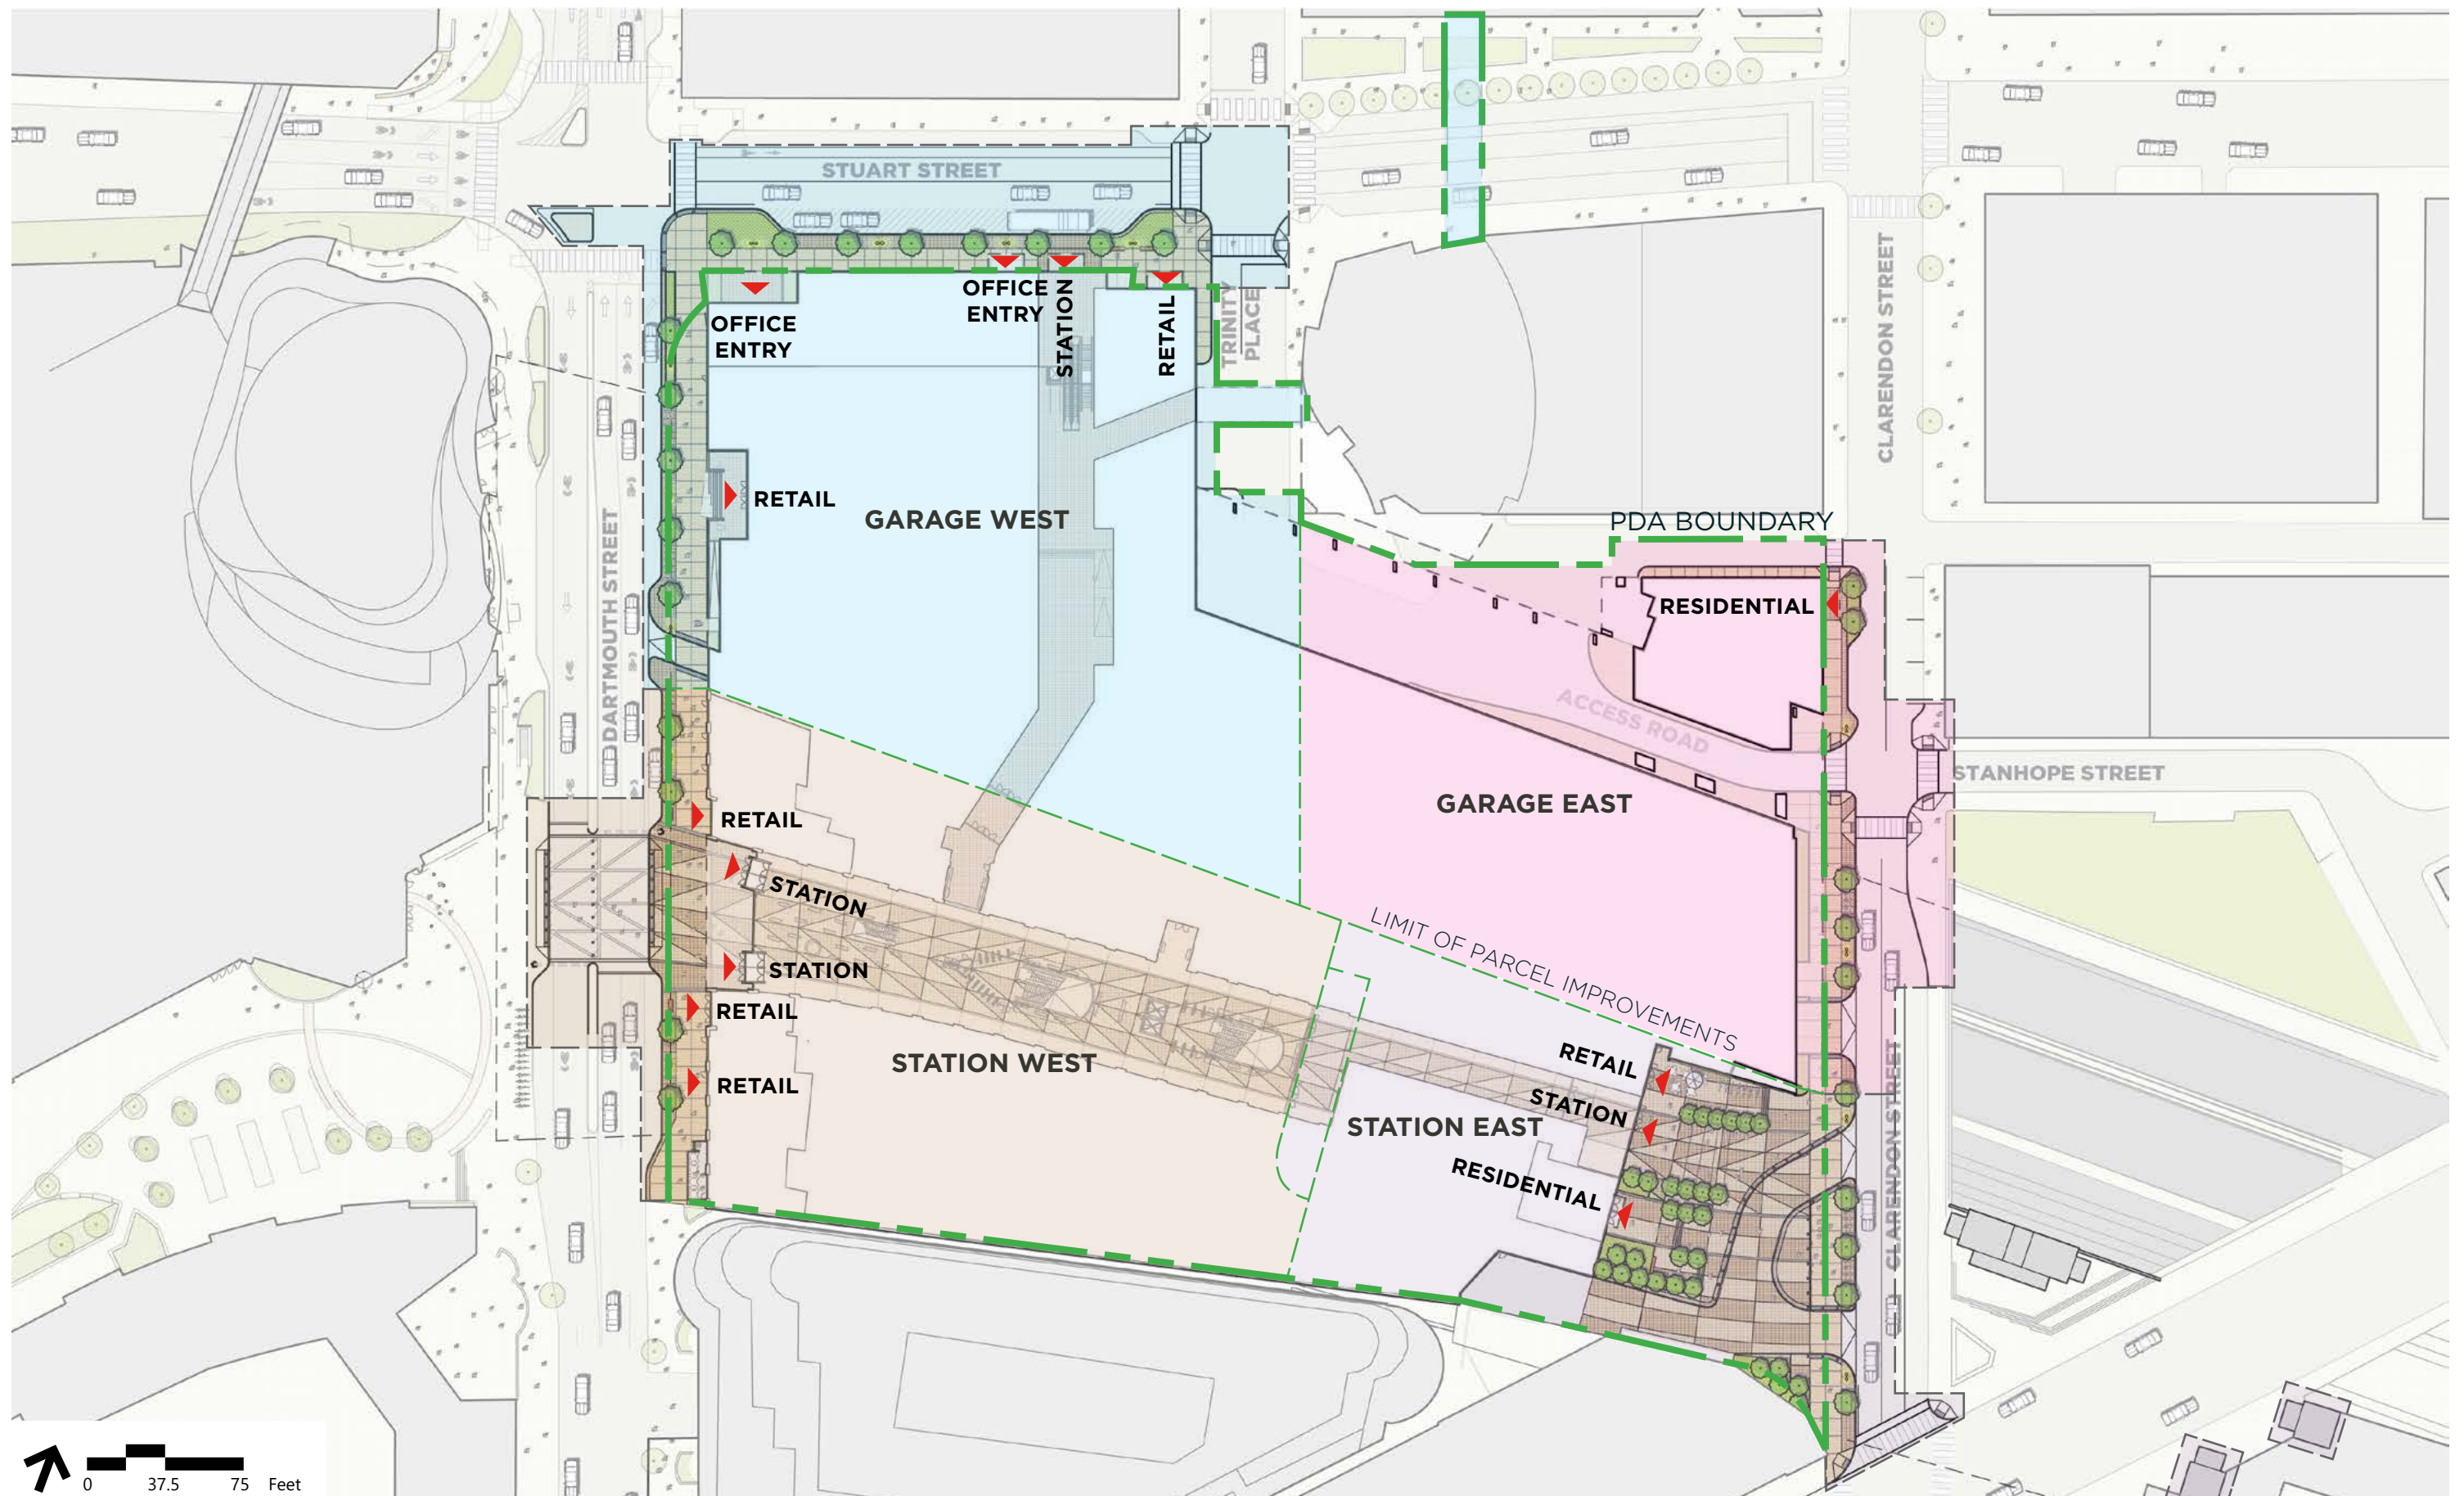 STUART STREET
OFFICE
ENTRY
OFFICE
ENTRY
STATION
RETAIL
TRINITY
PLACE
CLARENDON STREET
RETAIL
GARAGE WEST
PDA BOUNDARY
RESIDENTIAL
DARTMOUTH STREET
ACCESS ROAD
STANHOPE STREET
GARAGE EAST
RETAIL
STATION
LIMIT OF PARCEL IMPROVEMENTS
STATION
RETAIL
STATION WEST
RETAIL
RETAIL
STATION
STATION EAST
RESIDENTIAL
CLARENDON STREET
0 37.5 75 Feet